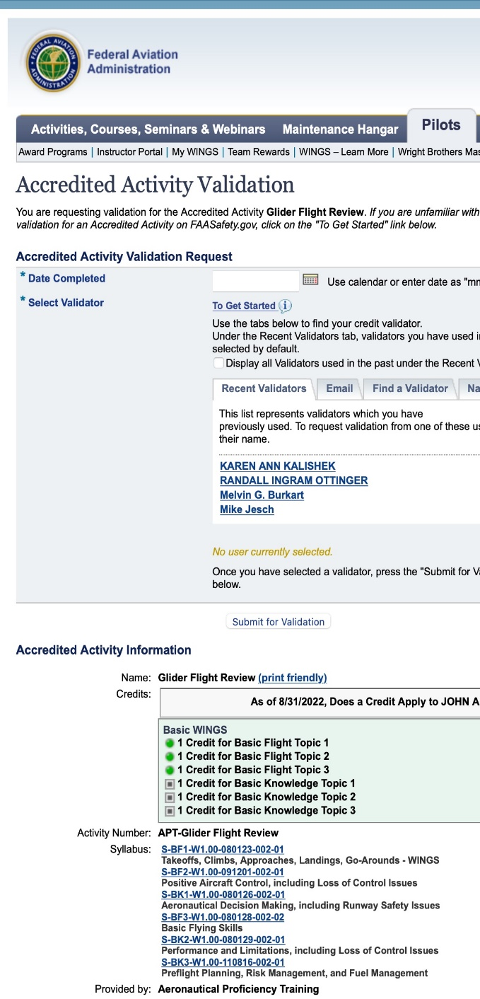 FEDERAL AVIATION ADMINISTRATION
Federal Aviation
Administration
Activities, Courses, Seminars & Webinars Maintenance Hangar Pilots
Award Programs | Instructor Portal | My WINGS | Team Rewards | WINGS – Learn More | Wright Brothers Mas
Accredited Activity Validation
You are requesting validation for the Accredited Activity Glider Flight Review. If you are unfamiliar with
validation for an Accredited Activity on FAASafety.gov, click on the "To Get Started" link below.
Accredited Activity Validation Request
* Date Completed Use calendar or enter date as "mm
* Select Validator To Get Started i
Use the tabs below to find your credit validator.
Under the Recent Validators tab, validators you have used i
selected by default.
Display all Validators used in the past under the Recent V
Recent Validators Email Find a Validator Na
This list represents validators which you have
previously used. To request validation from one of these us
their name.
KAREN ANN KALISHEK
RANDALL INGRAM OTTINGER
Melvin G. Burkart
Mike Jesch
No user currently selected.
Once you have selected a validator, press the "Submit for Va
below.
Submit for Validation
Accredited Activity Information
Name: Glider Flight Review (print friendly)
Credits:
As of 8/31/2022, Does a Credit Apply to JOHN A
Basic WINGS
1 Credit for Basic Flight Topic 1
1 Credit for Basic Flight Topic 2
1 Credit for Basic Flight Topic 3
1 Credit for Basic Knowledge Topic 1
1 Credit for Basic Knowledge Topic 2
1 Credit for Basic Knowledge Topic 3
Activity Number: APT-Glider Flight Review
Syllabus: S-BF1-W1.00-080123-002-01
Takeoffs, Climbs, Approaches, Landings, Go-Arounds - WINGS
S-BF2-W1.00-091201-002-01
Positive Aircraft Control, including Loss of Control Issues
S-BK1-W1.00-080126-002-01
Aeronautical Decision Making, including Runway Safety Issues
S-BF3-W1.00-080128-002-02
Basic Flying Skills
S-BK2-W1.00-080129-002-01
Performance and Limitations, including Loss of Control Issues
S-BK3-W1.00-110816-002-01
Preflight Planning, Risk Management, and Fuel Management
Provided by: Aeronautical Proficiency Training